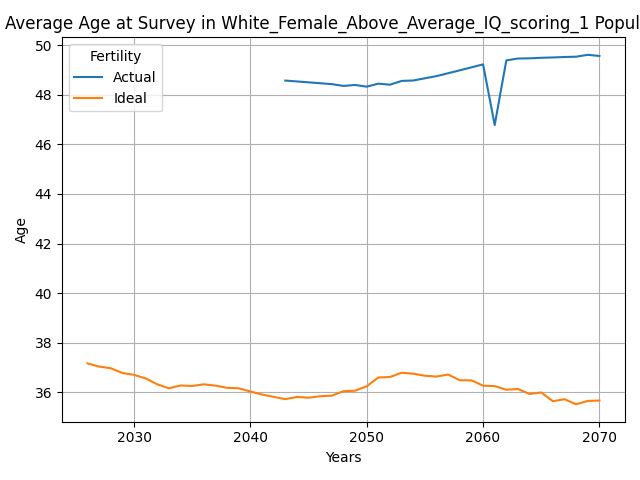 Average Age at Survey in White_Female_Above_Average_IQ_scoring_1 Popul
50
48
46
44
42
40
38
36
Age
Fertility
Actual
Ideal
2030 2040 2050 2060 2070
Years